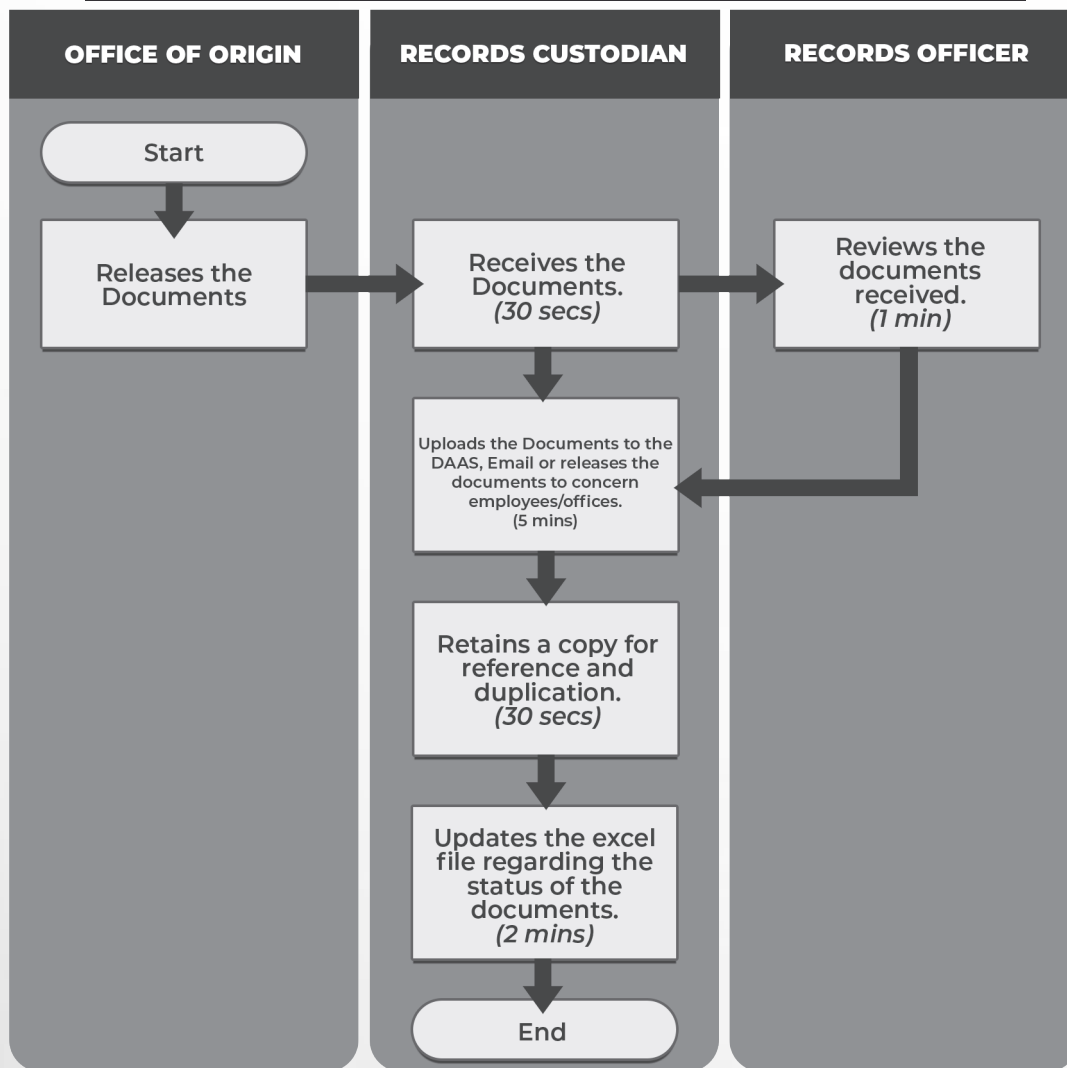 OFFICE OF ORIGIN
RECORDS CUSTODIAN
RECORDS OFFICER
Start
Releases the
Documents
Receives the
Documents.
(30 secs)
Reviews the
documents
received.
(1 min)
Uploads the Documents to the
DAAS, Email or releases the
documents to concern
employees/offices.
(5 mins)
Retains a copy for
reference and
duplication.
(30 secs)
Updates the excel
file regarding the
status of the
documents.
(2 mins)
End